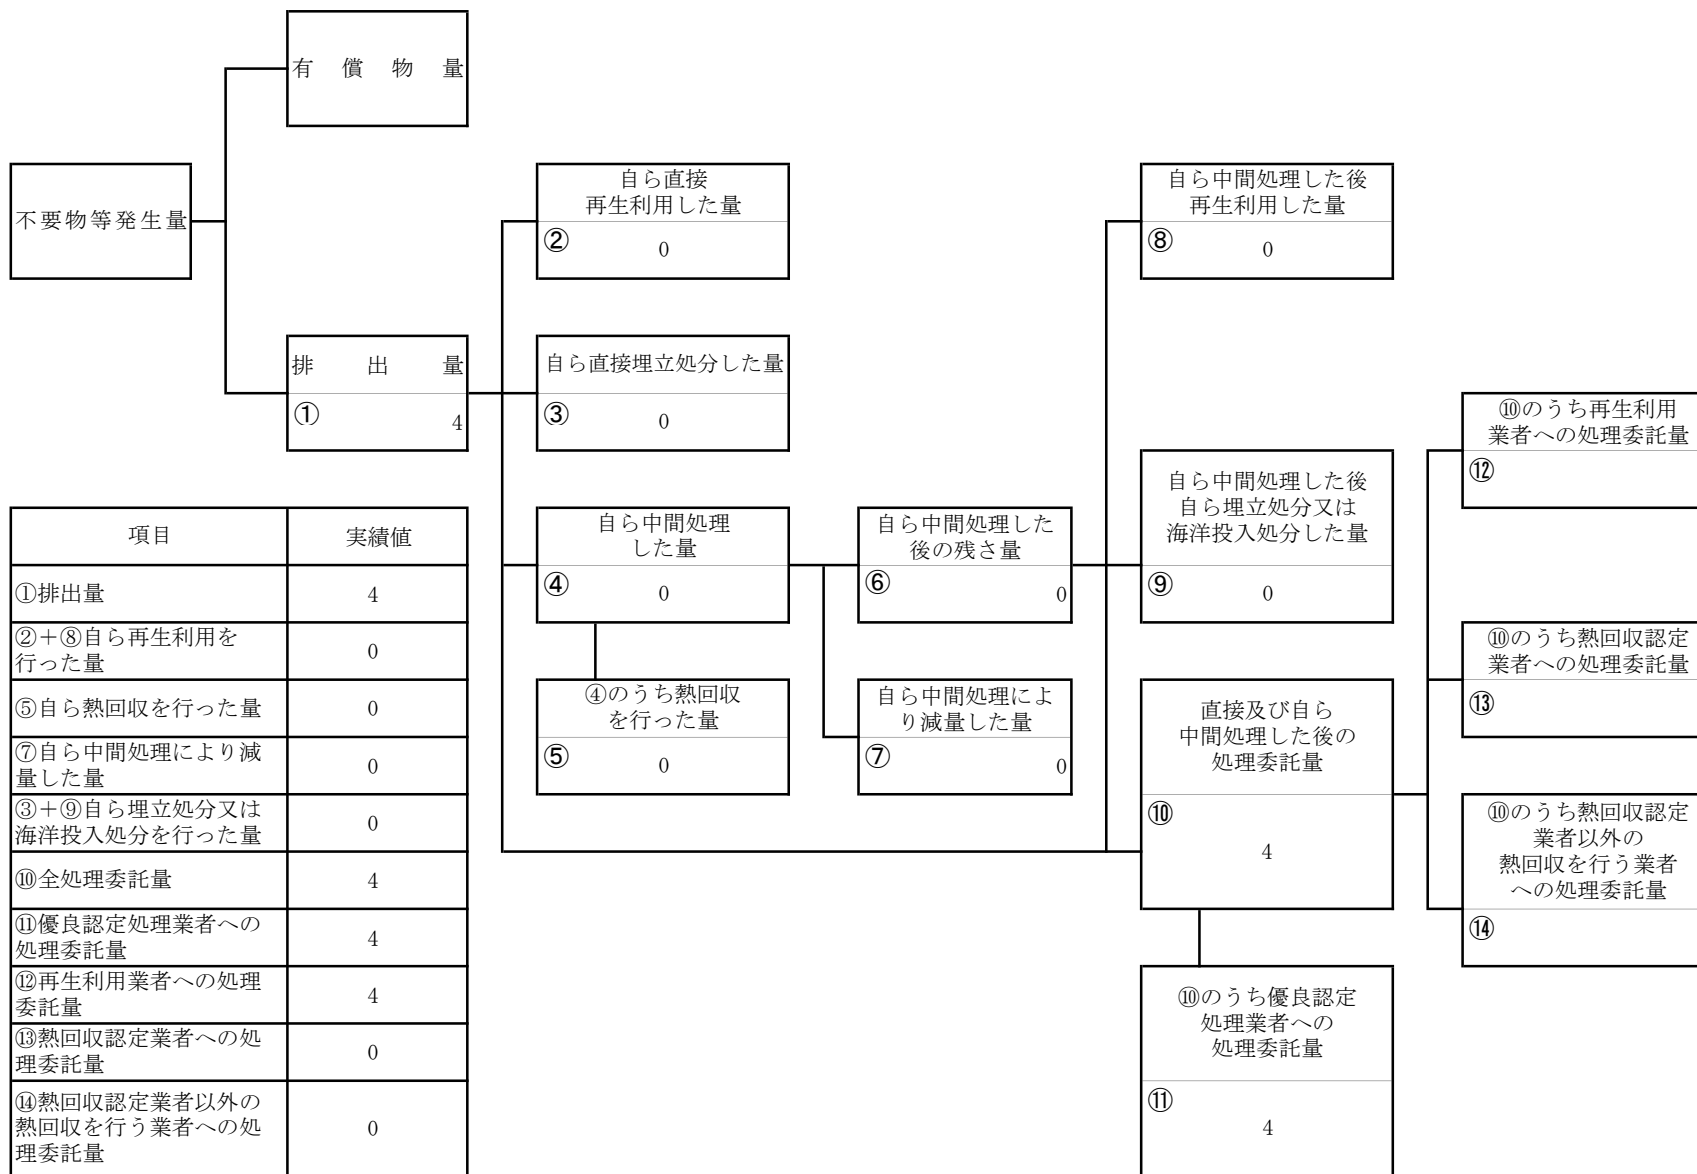 有償物量
不要物等発生量
排出量
①
4
自ら直接
再生利用した量
②
0
自ら直接埋立処分した量
③
0
自ら中間処理
した量
④
0
④のうち熱回収
を行った量
⑤
0
自ら中間処理した
後の残さ量
⑥
0
自ら中間処理によ
り減量した量
⑦
0
自ら中間処理した後
再生利用した量
⑧
0
自ら中間処理した後
自ら埋立処分又は
海洋投入処分した量
⑨
0
直接及び自ら
中間処理した後の
処理委託量
⑩
4
⑩のうち優良認定
処理業者への
処理委託量
⑪
4
⑩のうち再生利用
業者への処理委託量
⑫
⑩のうち熱回収認定
業者への処理委託量
⑬
⑩のうち熱回収認定
業者以外の
熱回収を行う業者
への処理委託量
⑭
項目 実績値
①排出量 4
②+⑧自ら再生利用を
行った量 0
⑤自ら熱回収を行った量 0
⑦自ら中間処理により減
量した量 0
③+⑨自ら埋立処分又は
海洋投入処分を行った量 0
⑩全処理委託量 4
⑪優良認定処理業者への
処理委託量 4
⑫再生利用業者への処理
委託量 4
⑬熱回収認定業者への処
理委託量 0
⑭熱回収認定業者以外の
熱回収を行う業者への処 0
理委託量